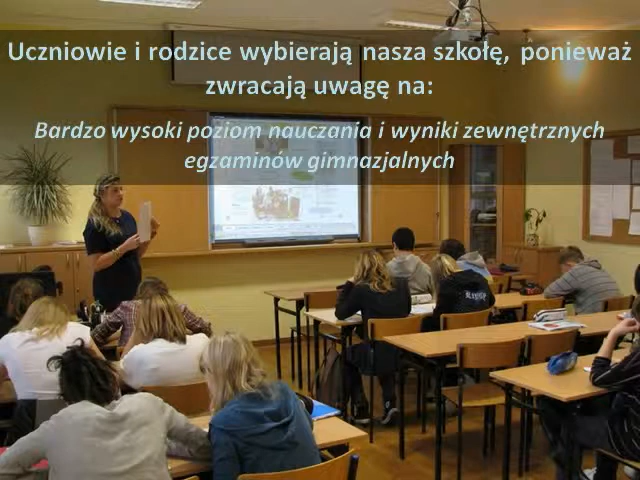 Uczniowie i rodzice wybierają nasza szkołę, ponieważ
zwracają uwagę na:
Bardzo wysoki poziom nauczania i wyniki zewnętrznych
egzaminów gimnazjalnych